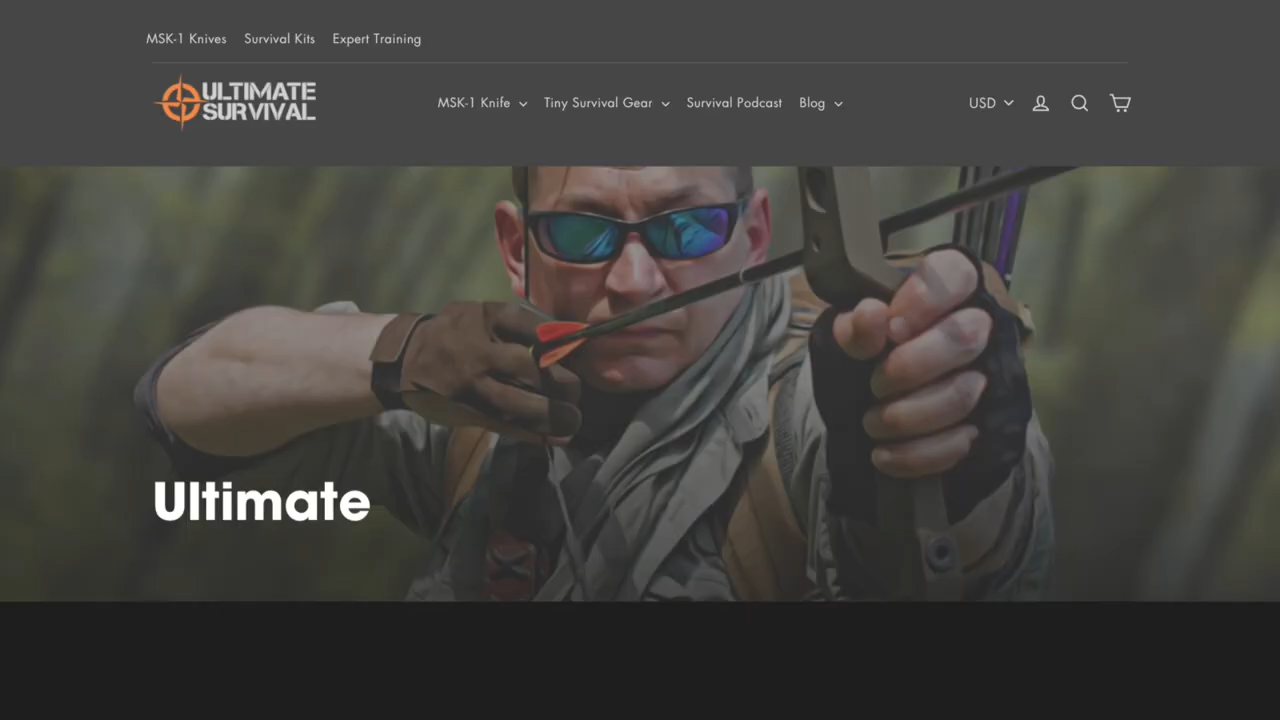 MSK-1 Knives Survival Kits Expert Training
ULTIMATE
SURVIVAL
MSK-1 Knife Tiny Survival Gear Survival Podcast Blog USD
Ultimate